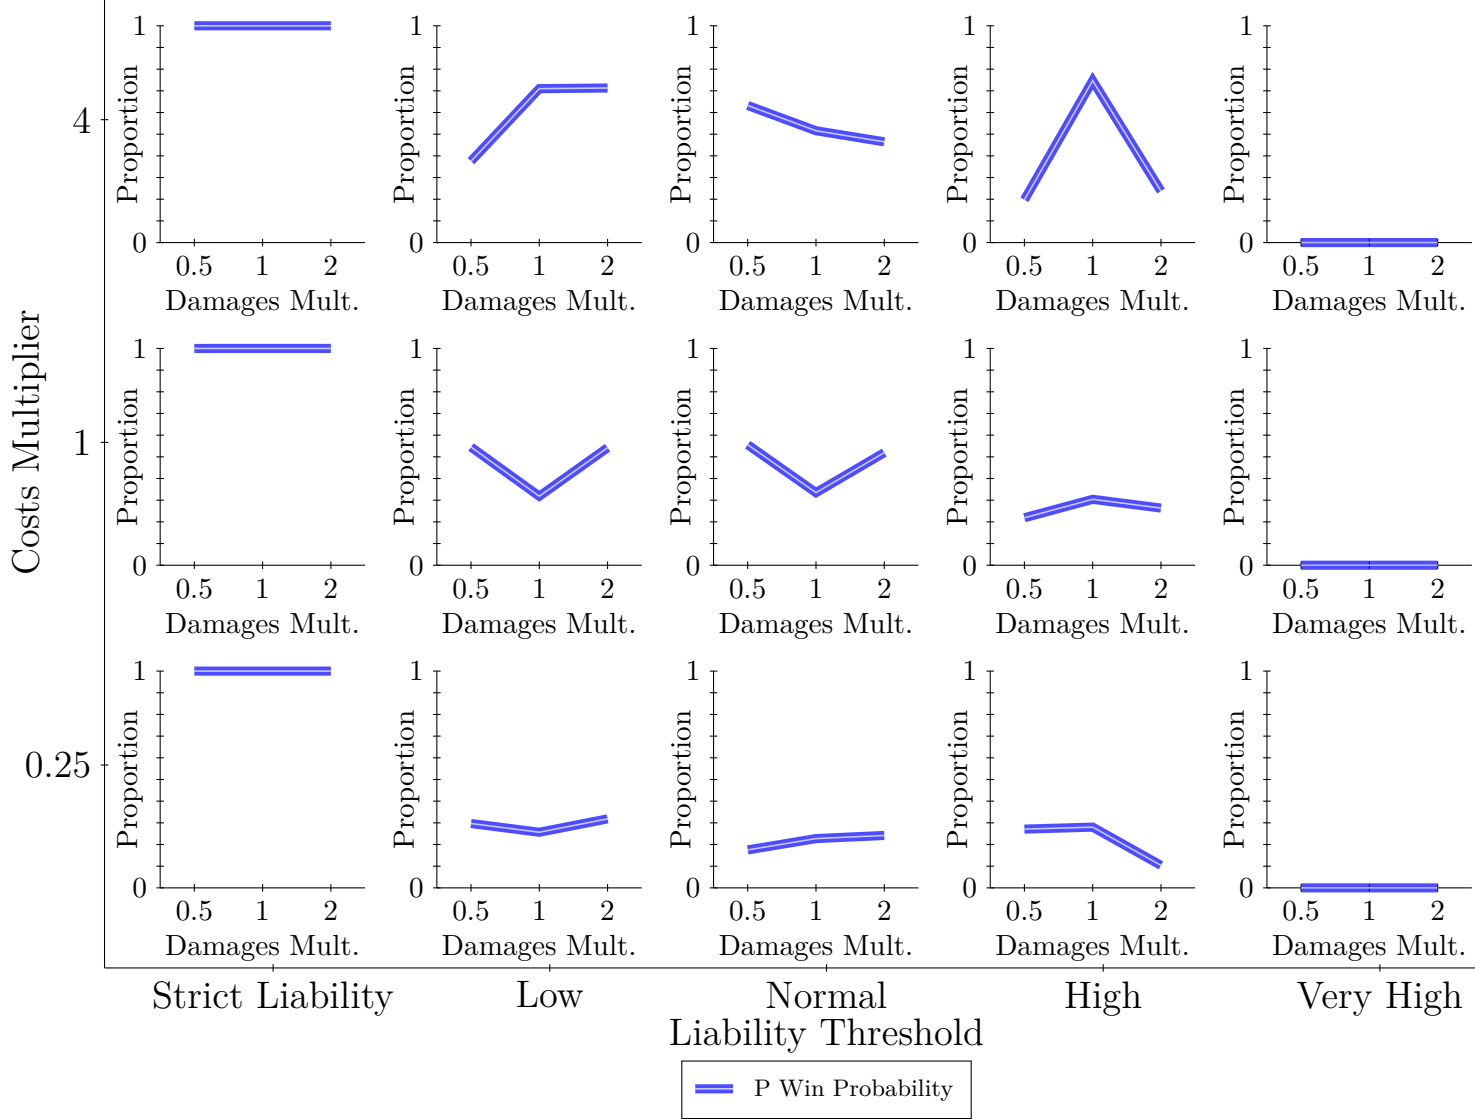 Costs Multiplier
4
1
Proportion
0
0.5 1 2
Damages Mult.
1
Proportion
0
0.5 1 2
Damages Mult.
1
Proportion
0
0.5 1 2
Damages Mult.
1
Proportion
0
0.5 1 2
Damages Mult.
1
Proportion
0
0.5 1 2
Damages Mult.
1
1
Proportion
0
0.5 1 2
Damages Mult.
1
Proportion
0
0.5 1 2
Damages Mult.
1
Proportion
0
0.5 1 2
Damages Mult.
1
Proportion
0
0.5 1 2
Damages Mult.
1
Proportion
0
0.5 1 2
Damages Mult.
0.25
1
Proportion
0
0.5 1 2
Damages Mult.
1
Proportion
0
0.5 1 2
Damages Mult.
1
Proportion
0
0.5 1 2
Damages Mult.
1
Proportion
0
0.5 1 2
Damages Mult.
1
Proportion
0
0.5 1 2
Damages Mult.
Strict Liability Low Normal High Very High
Liability Threshold
P Win Probability